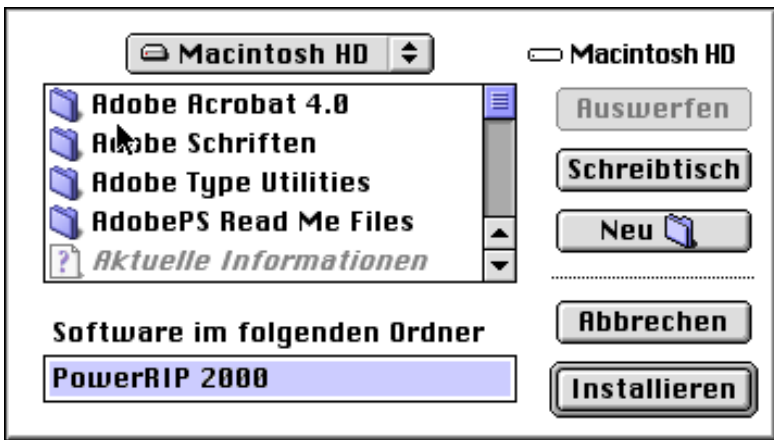 Macintosh HD
Macintosh HD
Adobe Acrobat 4.0
Adobe Schriften
Adobe Type Utilities
AdobePS Read Me Files
Aktuelle Informationen
Auswerfen
Schreibtisch
Neu
Software im folgenden Ordner
PowerRIP 2000
Abbrechen
Installieren